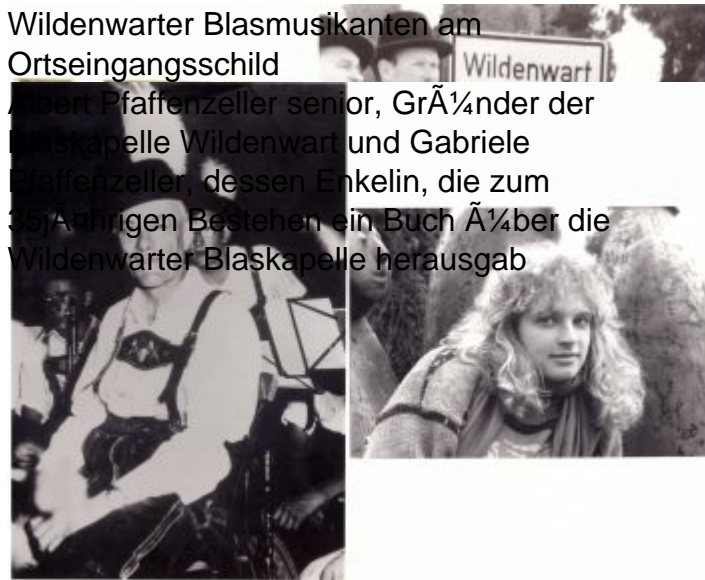 Wildenwarter Blasmusikanten am
Ortseingangsschild
Wildenwart
Albert Pfaffenzeller senior, GrÃ¼nder der
Blaskapelle Wildenwart und Gabriele
Pfaffenzeller, dessen Enkelin, die zum
35jÃ¤hrigen Bestehen ein Buch Ã¼ber die
Wildenwarter Blaskapelle herausgab